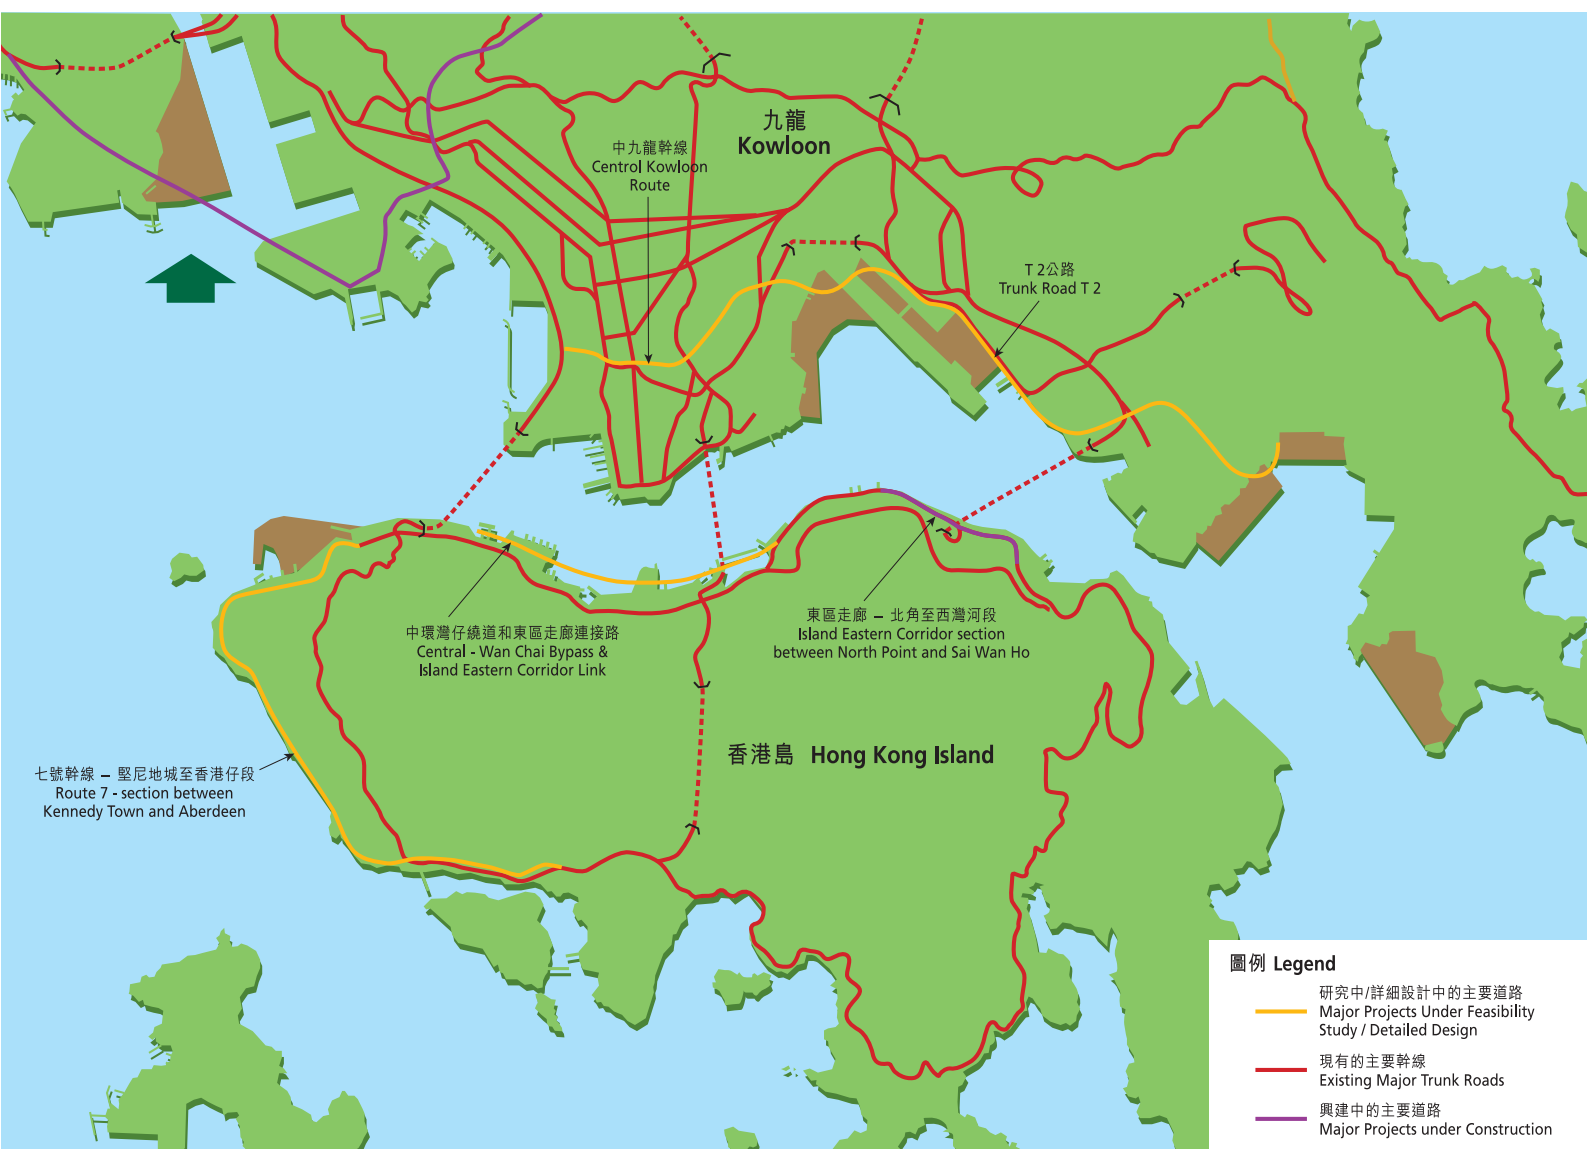 九龍
Kowloon
中九龍幹線
Centrol Kowloon
Route
T 2公路
Trunk Road T 2
中環灣仔繞道和東區走廊連接路
Central - Wan Chai Bypass &
Island Eastern Corridor Link
東區走廊 – 北角至西灣河段
Island Eastern Corridor section
between North Point and Sai Wan Ho
香港島 Hong Kong Island
七號幹線 – 堅尼地城至香港仔段
Route 7 - section between
Kennedy Town and Aberdeen
圖例 Legend
研究中/詳細設計中的主要道路
Major Projects Under Feasibility
Study / Detailed Design
現有的主要幹線
Existing Major Trunk Roads
興建中的主要道路
Major Projects under Construction